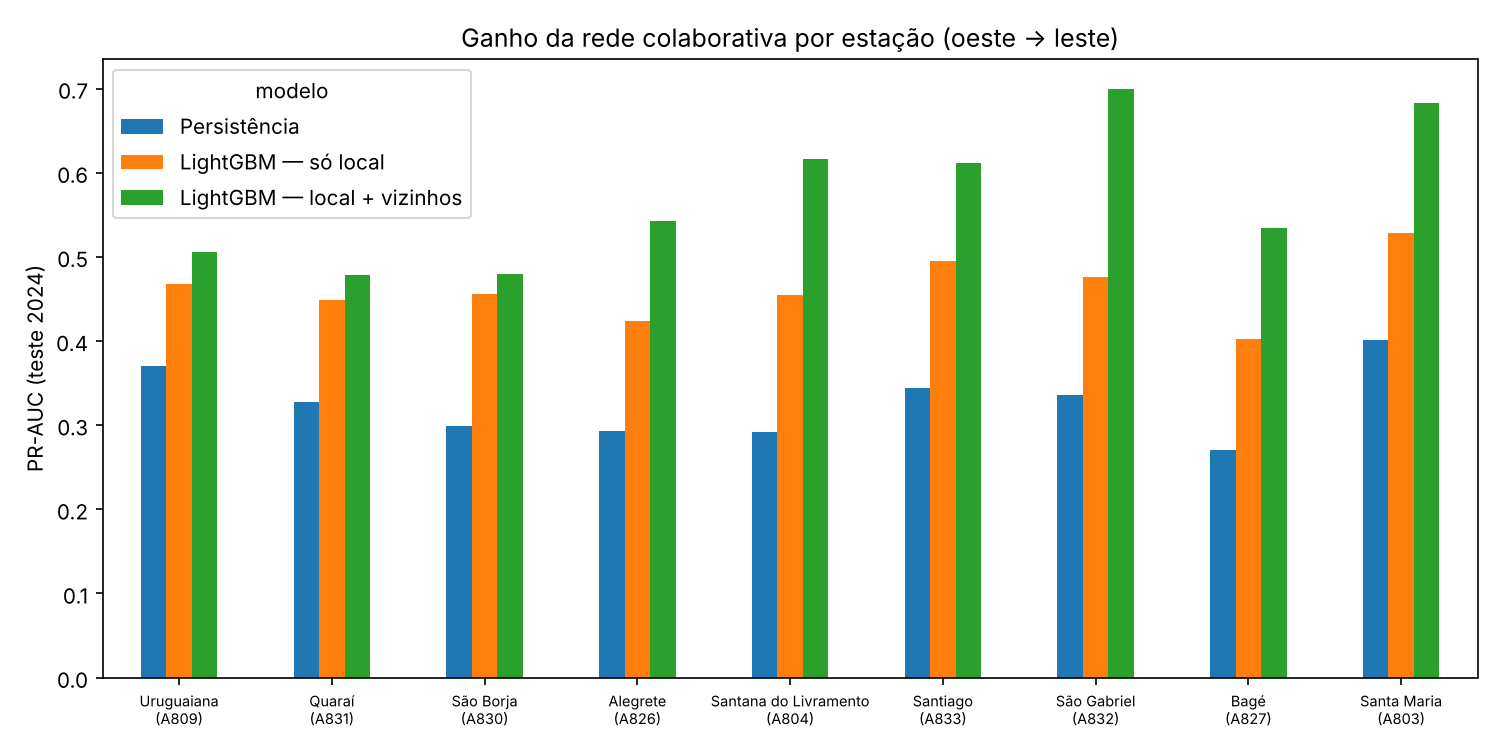 Ganho da rede colaborativa por estação (oeste → leste)
modelo
Persistência
LightGBM — só local
LightGBM — local + vizinhos
PR-AUC (teste 2024)
0.7
0.6
0.5
0.4
0.3
0.2
0.1
0.0
Uruguaiana
(A809)
Quaraí
(A831)
São Borja
(A830)
Alegrete
(A826)
Santana do Livramento
(A804)
Santiago
(A833)
São Gabriel
(A832)
Bagé
(A827)
Santa Maria
(A803)